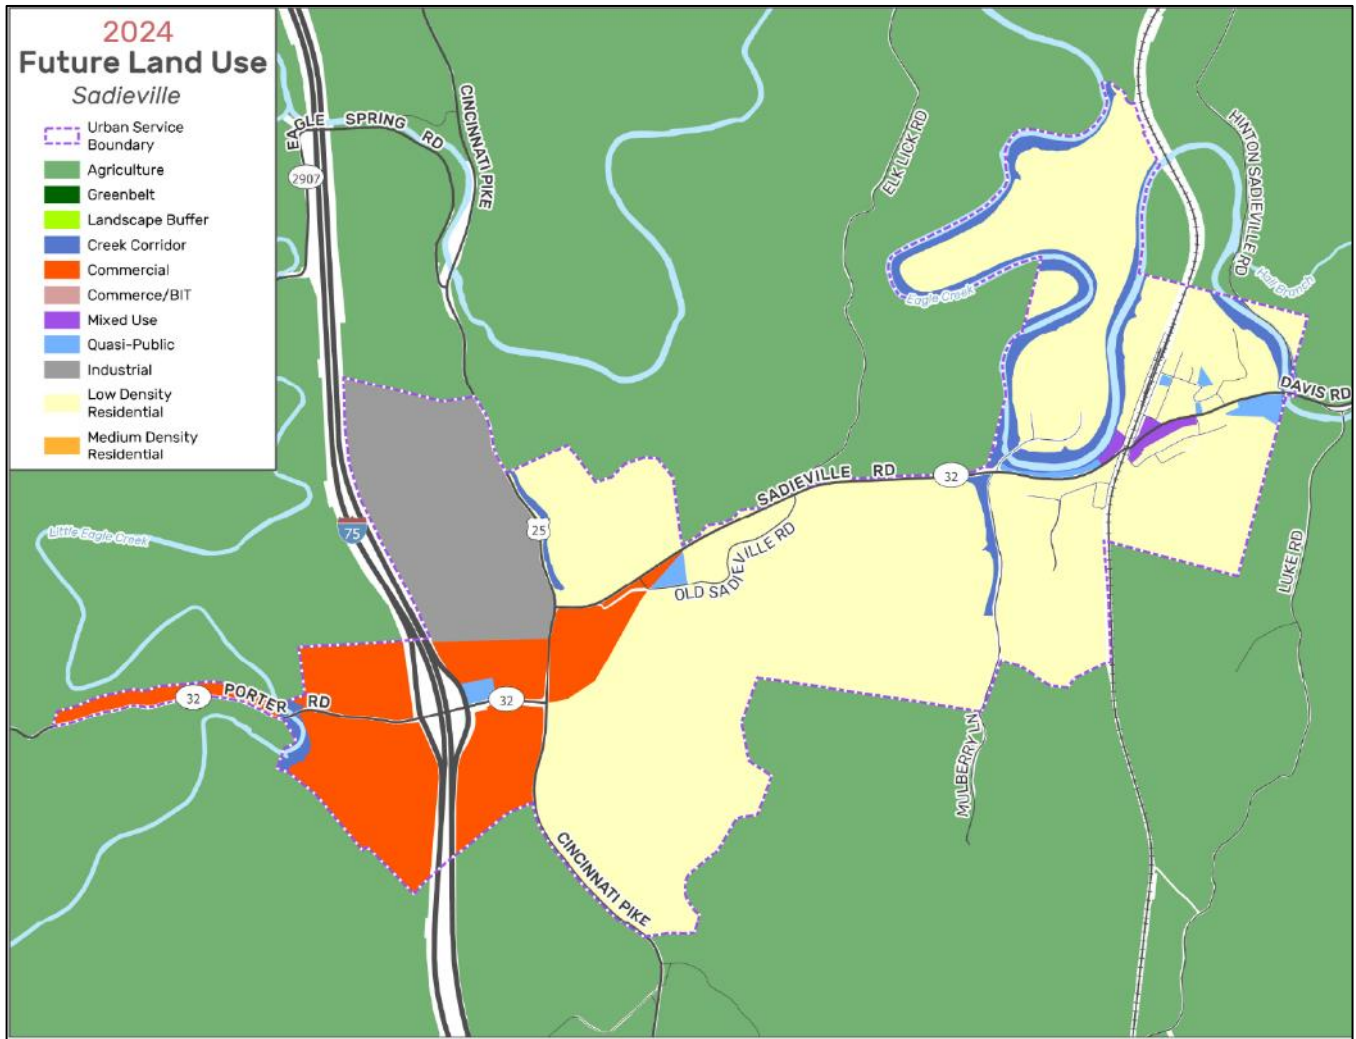 2024
Future Land Use
Sadieville
Urban Service
Boundary
Agriculture
Greenbelt
Landscape Buffer
Creek Corridor
Commercial
Commerce/BIT
Mixed Use
Quasi-Public
Industrial
Low Density
Residential
Medium Density
Residential
EAGLE SPRING RD
CINCINNATI PIKE
2907
ELK LICK RD
HINTON SADIEVILLE RD
Hall Branch
Eagle Creek
DAVIS RD
SADIEVILLE RD
32
25
75
Little Eagle Creek
OLD SADIEVILLE RD
LUKE RD
32
PORTER RD
32
MULBERRY LN
CINCINNATI PIKE